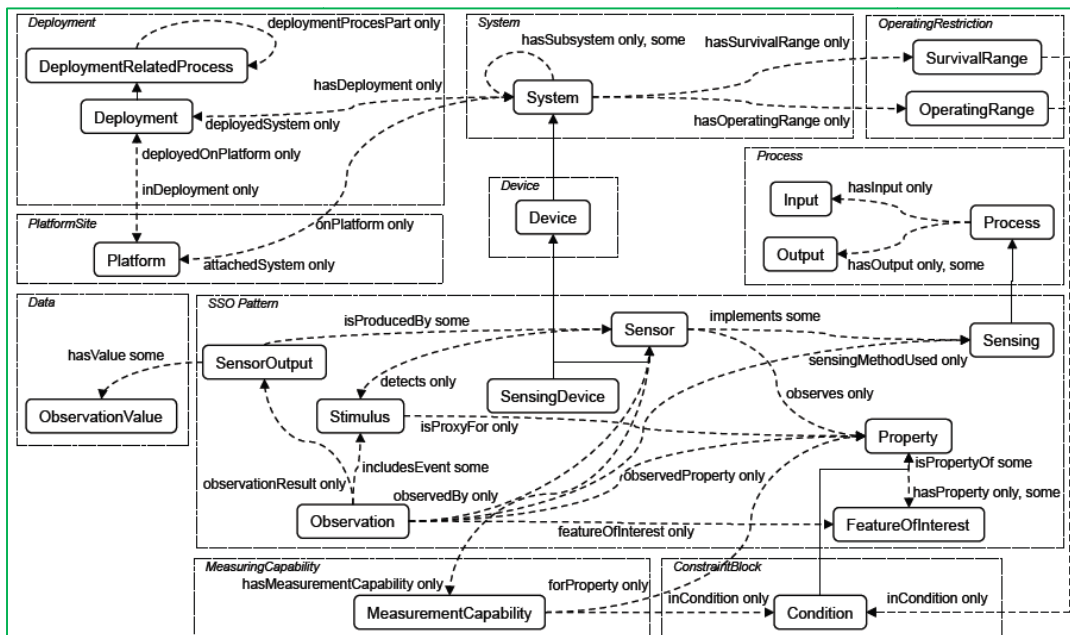 Deployment
deploymentProcesPart only
DeploymentRelatedProcess
Deployment
hasDeployment only
deployedSystem only
deployedOnPlatform only
inDeployment only
System
hasSubsystem only, some
System
hasSurvivalRange only
hasOperatingRange only
OperatingRestriction
SurvivalRange
OperatingRange
Process
Input
hasInput only
Process
Output
hasOutput only, some
Device
Device
PlatformSite
Platform
onPlatform only
attachedSystem only
Data
hasValue some
ObservationValue
SSO Pattern
isProducedBy some
SensorOutput
Sensor
implements some
Sensing
sensingMethodUsed only
detects only
SensingDevice
observes only
Stimulus
isProxyFor only
Property
includesEvent some
isPropertyOf some
observationResult only
observedBy only
observedProperty only
hasProperty only, some
Observation
featureOfInterest only
FeatureOfInterest
MeasuringCapability
hasMeasurementCapability only
forProperty only
MeasurementCapability
inCondition only
ConstraintBlock
Condition
inCondition only